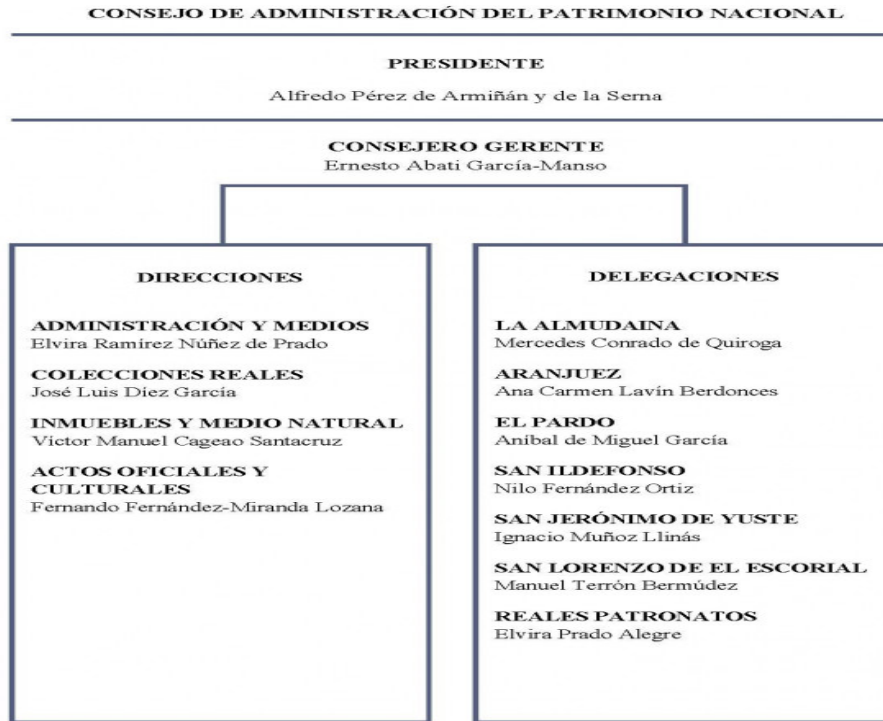 CONSEJO DE ADMINISTRACIÓN DEL PATRIMONIO NACIONAL
PRESIDENTE
Alfredo Pérez de Armiñán y de la Serna
CONSEJERO GERENTE
Ernesto Abati García-Manso
DIRECCIONES
ADMINISTRACIÓN Y MEDIOS
Elvira Ramírez Núñez de Prado
COLECCIONES REALES
José Luis Díez García
INMUEBLES Y MEDIO NATURAL
Víctor Manuel Cageao Santacruz
ACTOS OFICIALES Y
CULTURALES
Fernando Fernández-Miranda Lozana
DELEGACIONES
LA ALMUDAINA
Mercedes Conrado de Quiroga
ARANJUEZ
Ana Carmen Lavín Berdonces
EL PARDO
Aníbal de Miguel García
SAN ILDEFONSO
Nilo Fernández Ortiz
SAN JERÓNIMO DE YUSTE
Ignacio Muñoz Llinás
SAN LORENZO DE EL ESCORIAL
Manuel Terrón Bermúdez
REALES PATRONATOS
Elvira Prado Alegre